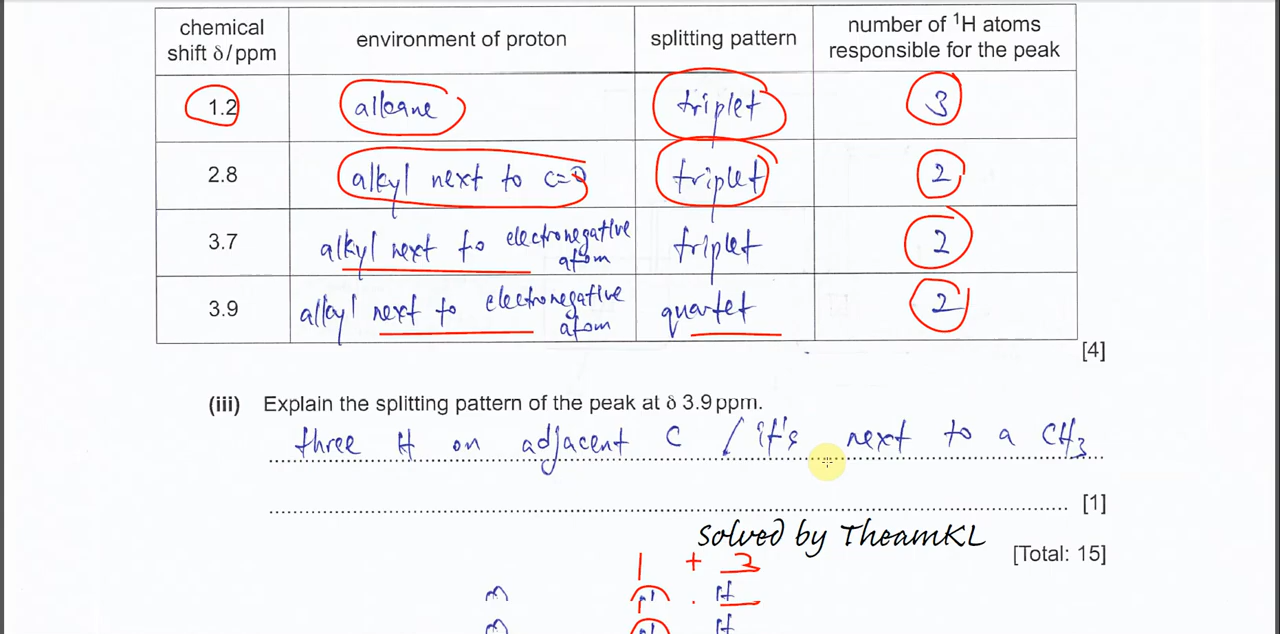 chemical shift δ/ppm environment of proton splitting pattern number of ¹H atoms responsible for the peak
1.2 alkane triplet 3
2.8 alkyl next to C=O triplet 2
3.7 alkyl next to electronegative atom triplet 2
3.9 alkyl next to electronegative atom quartet 2
[4]
(iii) Explain the splitting pattern of the peak at δ 3.9 ppm.
three H on adjacent C / it's next to a CH₃
[1]
Solved by TheamKL
[Total: 15]
1 + 3
H
H